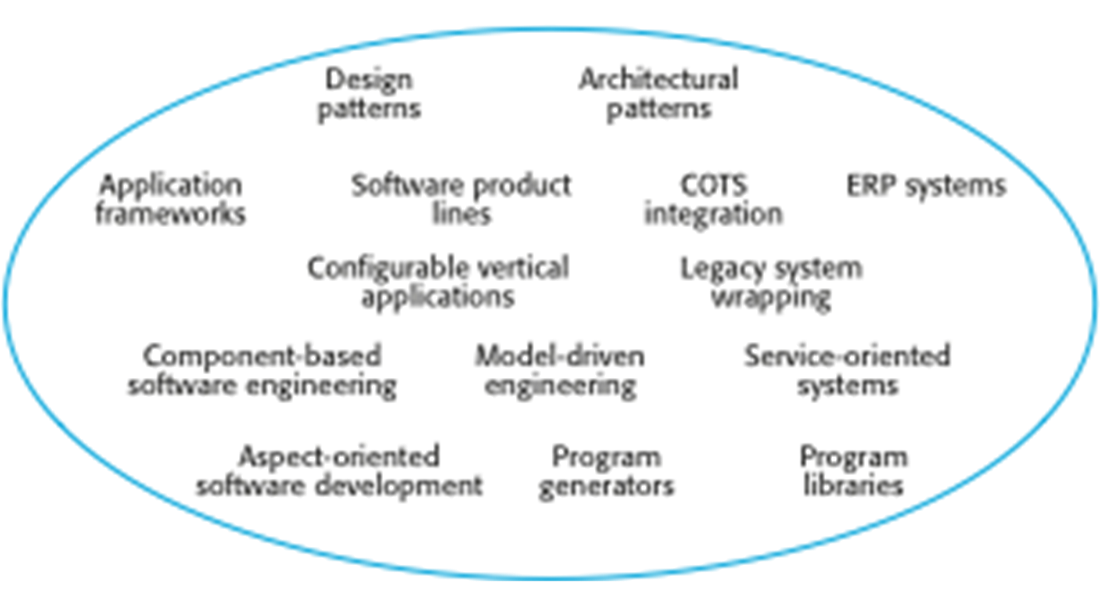 Design
patterns
Architectural
patterns
Application
frameworks
Software product
lines
COTS
integration
ERP systems
Configurable vertical
applications
Legacy system
wrapping
Component-based
software engineering
Model-driven
engineering
Service-oriented
systems
Aspect-oriented
software development
Program
generators
Program
libraries